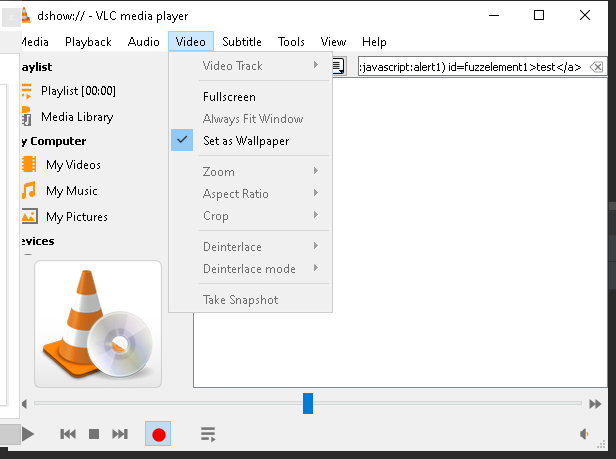 dshow:// - VLC media player
Media Playback Audio Video Subtitle Tools View Help
aylist
:javascript:alert1) id=fuzzelement1>test</a>
Playlist [00:00]
Media Library
y Computer
My Videos
My Music
My Pictures
evices
Video Track
Fullscreen
Always Fit Window
Set as Wallpaper
Zoom
Aspect Ratio
Crop
Deinterlace
Deinterlace mode
Take Snapshot